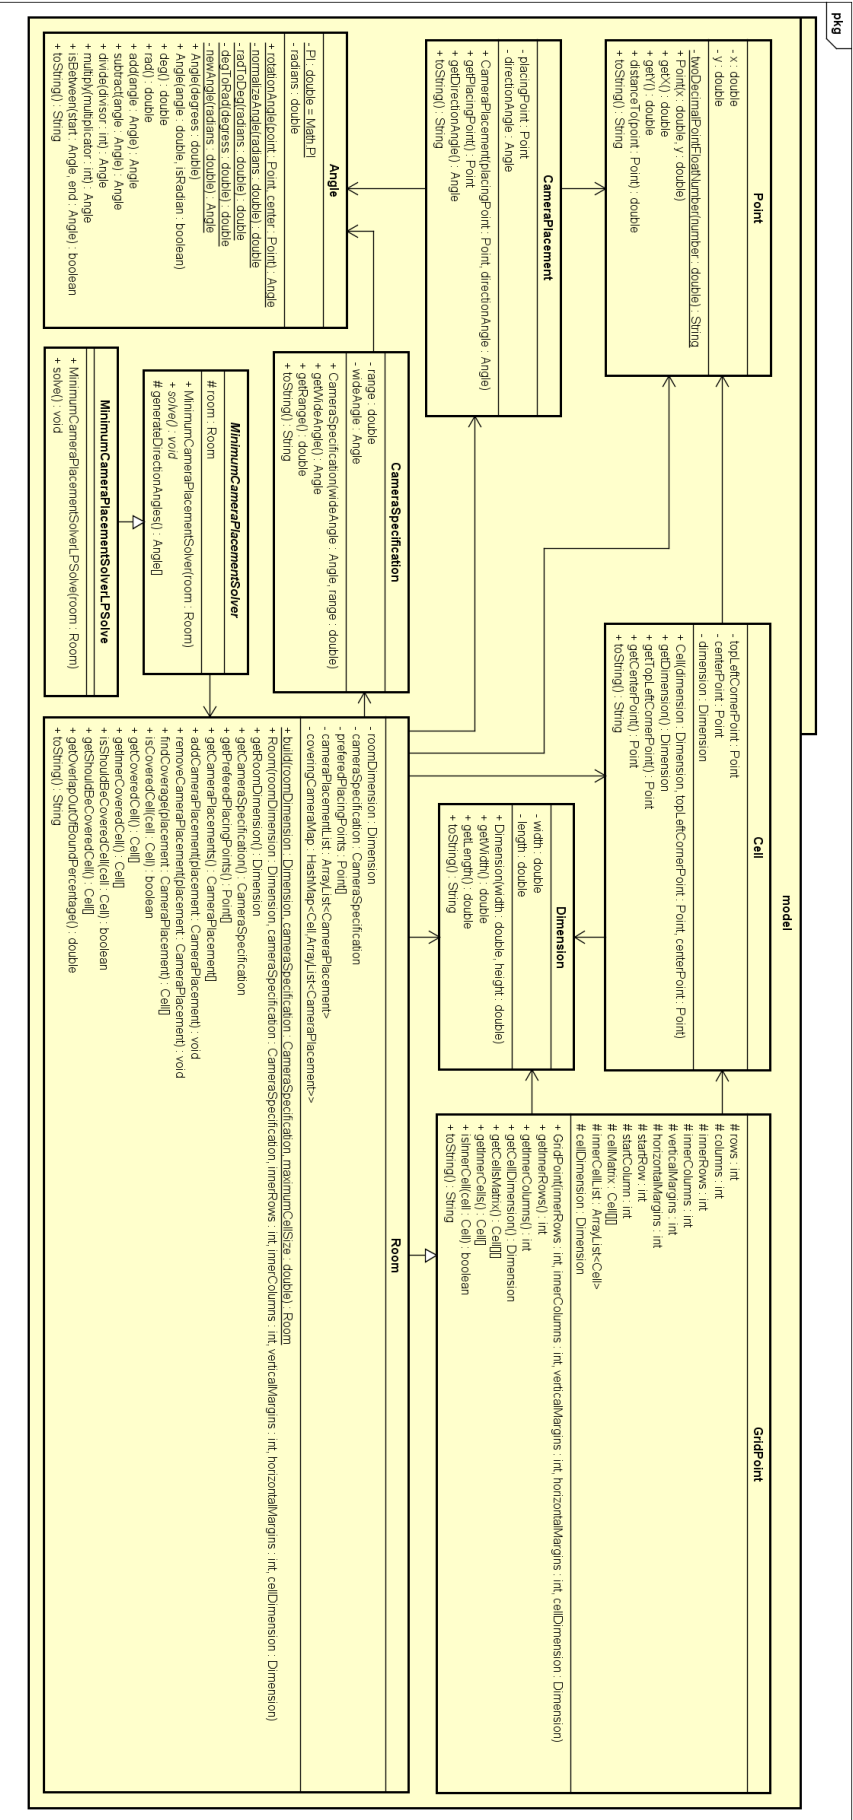 pkg
model
Point
- x : double
- y : double
- twoDecimalPointFloatNumber(number : double) : String
+ Point(x : double, y : double)
+ getX() : double
+ getY() : double
+ distanceTo(point : Point) : double
+ toString() : String
Cell
- topLeftCornerPoint : Point
- centerPoint : Point
- dimension : Dimension
+ Cell(dimension : Dimension, topLeftCornerPoint : Point, centerPoint : Point)
+ getDimension() : Dimension
+ getTopLeftCornerPoint() : Point
+ getCenterPoint() : Point
+ toString() : String
GridPoint
# rows : int
# columns : int
# innerRows : int
# innerColumns : int
# verticalMargins : int
# horizontalMargins : int
# startRow : int
# startColumn : int
# cellMatrix : Cell[][]
# innerCellList : ArrayList<Cell>
# cellDimension : Dimension
+ GridPoint(innerRows : int, innerColumns : int, verticalMargins : int, horizontalMargins : int, cellDimension : Dimension)
+ getInnerRows() : int
+ getInnerColumns() : int
+ getCellDimension() : Dimension
+ getCellsMatrix() : Cell[][]
+ getInnerCells() : Cell[]
+ isInnerCell(cell : Cell) : boolean
+ toString() : String
CameraPlacement
- placingPoint : Point
- directionAngle : Angle
+ CameraPlacement(placingPoint : Point, directionAngle : Angle)
+ getPlacingPoint() : Point
+ getDirectionAngle() : Angle
+ toString() : String
Dimension
- width : double
- length : double
+ Dimension(width : double, height : double)
+ getWidth() : double
+ getLength() : double
+ toString() : String
Angle
- PI : double = Math.PI
- radians : double
+ rotationAngle(point : Point, center : Point) : Angle
- normalizeAngle(radians : double) : double
- radToDeg(radians : double) : double
- degToRad(degress : double) : double
- newAngle(radians : double) : Angle
+ Angle(degrees : double)
+ Angle(angle : double, isRadian : boolean)
+ deg() : double
+ rad() : double
+ add(angle : Angle) : Angle
+ subtract(angle : Angle) : Angle
+ divide(divisor : int) : Angle
+ multiply(multiplicator : int) : Angle
+ isBetween(start : Angle, end : Angle) : boolean
+ toString() : String
CameraSpecification
- range : double
- wideAngle : Angle
+ CameraSpecification(wideAngle : Angle, range : double)
+ getWideAngle() : Angle
+ getRange() : double
+ toString() : String
Room
- roomDimension : Dimension
- cameraSpecification : CameraSpecification
- preferedPlacingPoints : Point[]
- cameraPlacementList : ArrayList<CameraPlacement>
- coveringCameraMap : HashMap<Cell,ArrayList<CameraPlacement>>
+ build(roomDimension : Dimension, cameraSpecification : CameraSpecification, maximumCellSize : double) : Room
+ Room(roomDimension : Dimension, cameraSpecification : CameraSpecification, innerRows : int, innerColumns : int, verticalMargins : int, horizontalMargins : int, cellDimension : Dimension)
+ getRoomDimension() : Dimension
+ getCameraSpecification() : CameraSpecification
+ getPreferedPlacingPoints() : Point[]
+ getCameraPlacements() : CameraPlacement[]
+ addCameraPlacement(placement : CameraPlacement) : void
+ removeCameraPlacement(placement : CameraPlacement) : void
+ findCoverage(placement : CameraPlacement) : Cell[]
+ isCoveredCell(cell : Cell) : boolean
+ getCoveredCell() : Cell[]
+ getInnerCoveredCell() : Cell[]
+ isShouldBeCoveredCell(cell : Cell) : boolean
+ getShouldBeCoveredCell() : Cell[]
+ getOverlapOutOfBoundPercentage() : double
+ toString() : String
MinimumCameraPlacementSolver
# room : Room
+ MinimumCameraPlacementSolver(room : Room)
+ solve() : void
# generateDirectionAngles() : Angle[]
MinimumCameraPlacementSolverLPSolve
+ MinimumCameraPlacementSolverLPSolve(room : Room)
+ solve() : void